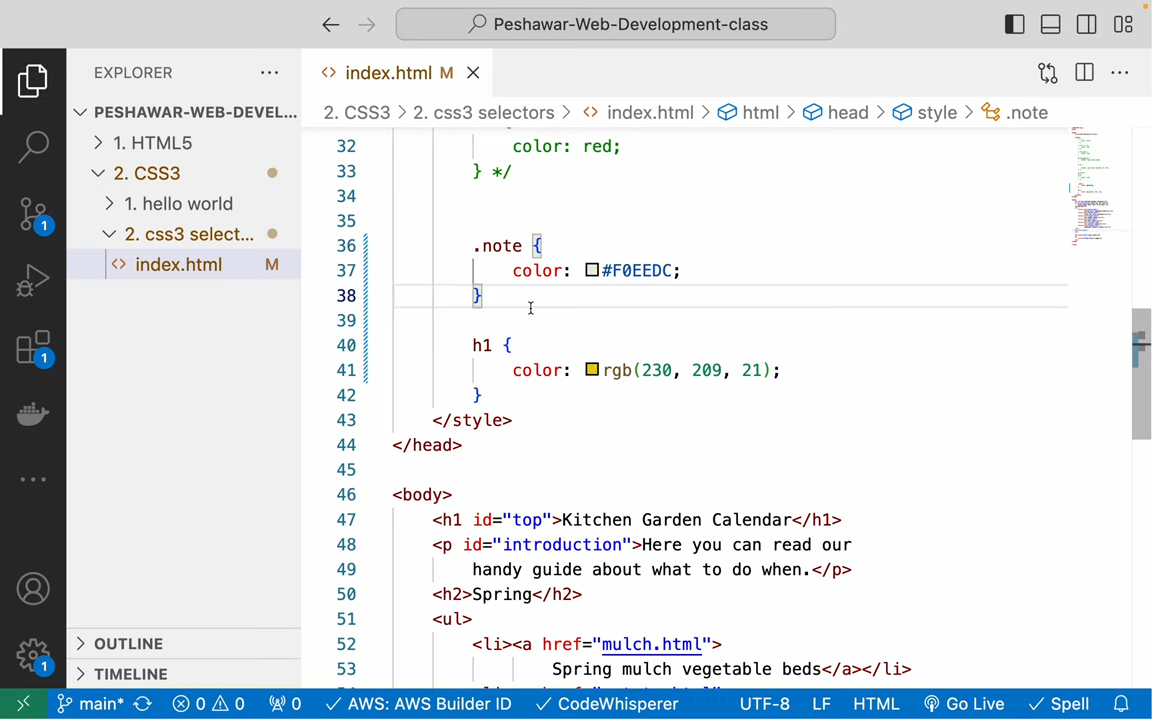 Peshawar-Web-Development-class
EXPLORER
index.html M
PESHAWAR-WEB-DEVEL...
1. HTML5
2. CSS3
1. hello world
2. css3 select...
index.html M
1
1
1
OUTLINE
TIMELINE
2. CSS3 > 2. css3 selectors > index.html > html > head > style > .note
32 color: red;
33 } */
34
35
36 .note {
37 color: #F0EEDC;
38 }
39
40 h1 {
41 color: rgb(230, 209, 21);
42 }
43 </style>
44 </head>
45
46 <body>
47 <h1 id="top">Kitchen Garden Calendar</h1>
48 <p id="introduction">Here you can read our
49 handy guide about what to do when.</p>
50 <h2>Spring</h2>
51 <ul>
52 <li><a href="mulch.html">
53 Spring mulch vegetable beds</a></li>
main* 0 0 0 AWS: AWS Builder ID CodeWhisperer UTF-8 LF HTML Go Live Spell